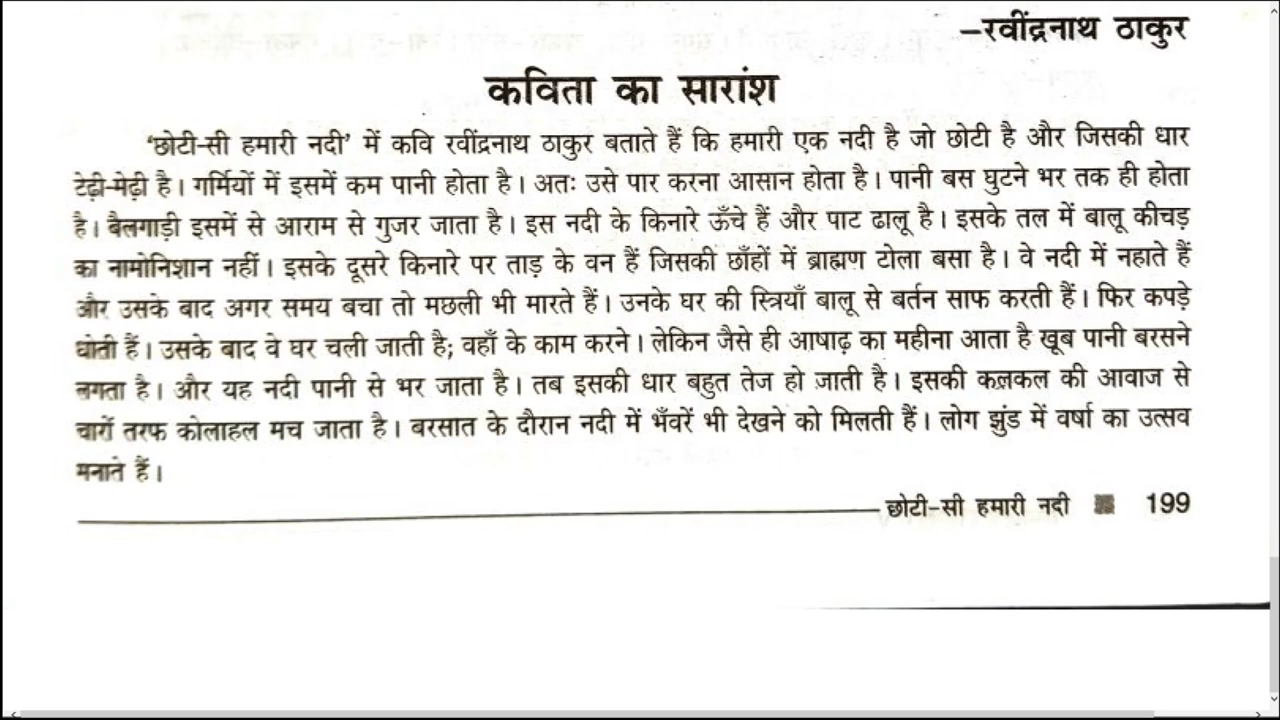 –रवींद्रनाथ ठाकुर
कविता का सारांश
'छोटी-सी हमारी नदी' में कवि रवींद्रनाथ ठाकुर बताते हैं कि हमारी एक नदी है जो छोटी है और जिसकी धार
टेढ़ी-मेढ़ी है। गर्मियों में इसमें कम पानी होता है। अतः उसे पार करना आसान होता है। पानी बस घुटने भर तक ही होता
है। बैलगाड़ी इसमें से आराम से गुजर जाता है। इस नदी के किनारे ऊँचे हैं और पाट ढालू है। इसके तल में बालू कीचड़
का नामोनिशान नहीं। इसके दूसरे किनारे पर ताड़ के वन हैं जिसकी छाँहों में ब्राह्मण टोला बसा है। वे नदी में नहाते हैं
और उसके बाद अगर समय बचा तो मछली भी मारते हैं। उनके घर की स्त्रियाँ बालू से बर्तन साफ करती हैं। फिर कपड़े
धोती हैं। उसके बाद वे घर चली जाती है; वहाँ के काम करने। लेकिन जैसे ही आषाढ़ का महीना आता है खूब पानी बरसने
लगता है। और यह नदी पानी से भर जाता है। तब इसकी धार बहुत तेज हो जाती है। इसकी कलकल की आवाज से
चारों तरफ कोलाहल मच जाता है। बरसात के दौरान नदी में भँवरें भी देखने को मिलती हैं। लोग झुंड में वर्षा का उत्सव
मनाते हैं।
छोटी-सी हमारी नदी ■ 199